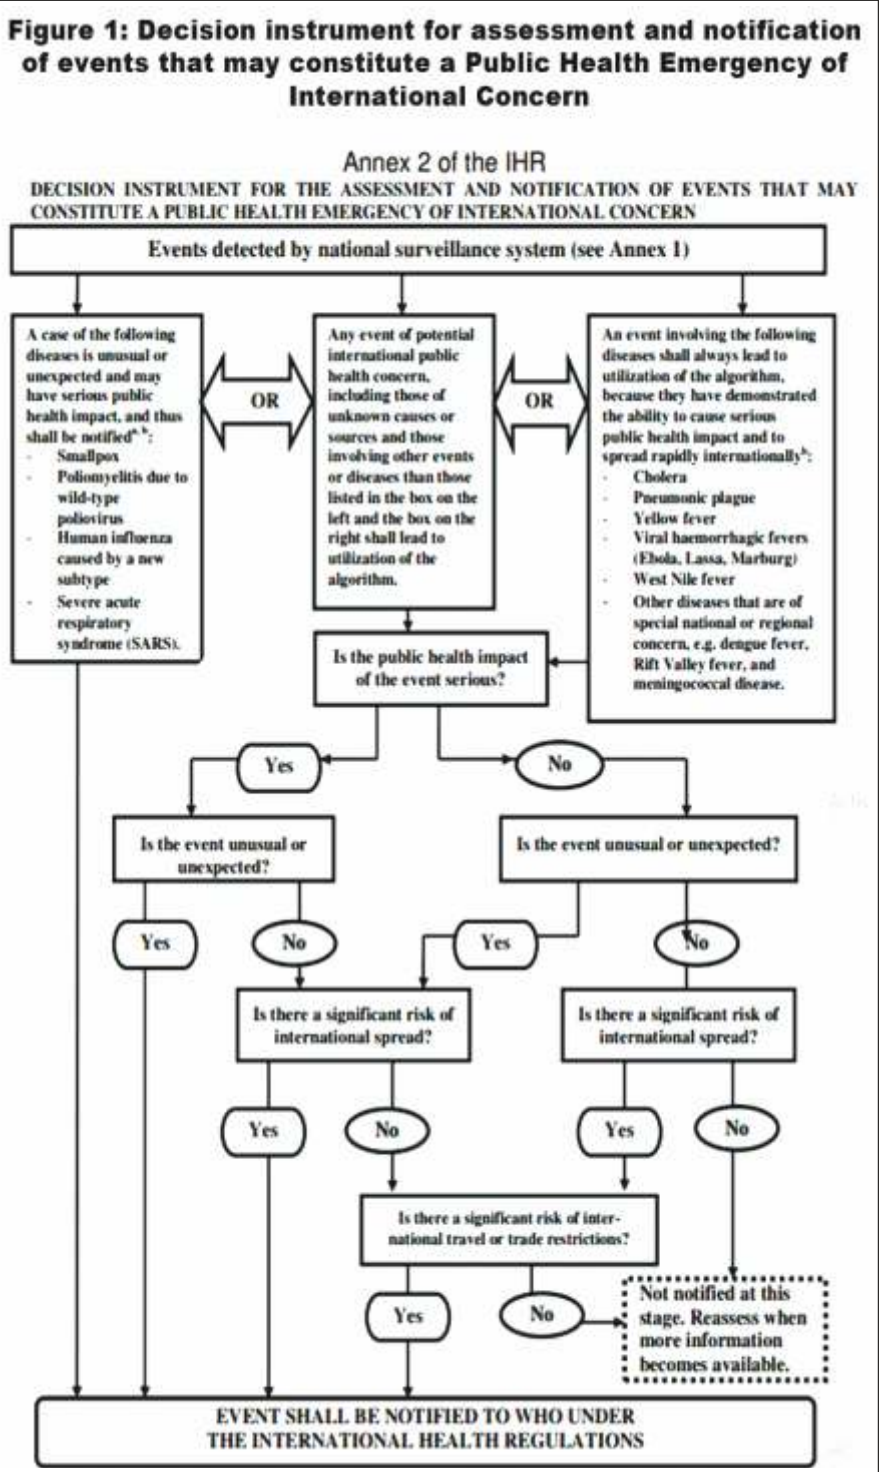 Figure 1: Decision instrument for assessment and notification
of events that may constitute a Public Health Emergency of
International Concern
Annex 2 of the IHR
DECISION INSTRUMENT FOR THE ASSESSMENT AND NOTIFICATION OF EVENTS THAT MAY
CONSTITUTE A PUBLIC HEALTH EMERGENCY OF INTERNATIONAL CONCERN
Events detected by national surveillance system (see Annex 1)
A case of the following
diseases is unusual or
unexpected and may
have serious public
health impact, and thus
shall be notified a, b:
- Smallpox
- Poliomyelitis due to
wild-type
poliovirus
- Human influenza
caused by a new
subtype
- Severe acute
respiratory
syndrome (SARS).
OR
Any event of potential
international public
health concern,
including those of
unknown causes or
sources and those
involving other events
or diseases than those
listed in the box on the
left and the box on the
right shall lead to
utilization of the
algorithm.
OR
An event involving the following
diseases shall always lead to
utilization of the algorithm,
because they have demonstrated
the ability to cause serious
public health impact and to
spread rapidly internationally b:
- Cholera
- Pneumonic plague
- Yellow fever
- Viral haemorrhagic fevers
(Ebola, Lassa, Marburg)
- West Nile fever
- Other diseases that are of
special national or regional
concern, e.g. dengue fever,
Rift Valley fever, and
meningococcal disease.
Is the public health impact
of the event serious?
Yes
No
Is the event unusual or
unexpected?
Is the event unusual or unexpected?
Yes
No
Yes
No
Is there a significant risk of
international spread?
Is there a significant risk of
international spread?
Yes
No
Yes
No
Is there a significant risk of inter-
national travel or trade restrictions?
Yes
No
Not notified at this
stage. Reassess when
more information
becomes available.
EVENT SHALL BE NOTIFIED TO WHO UNDER
THE INTERNATIONAL HEALTH REGULATIONS